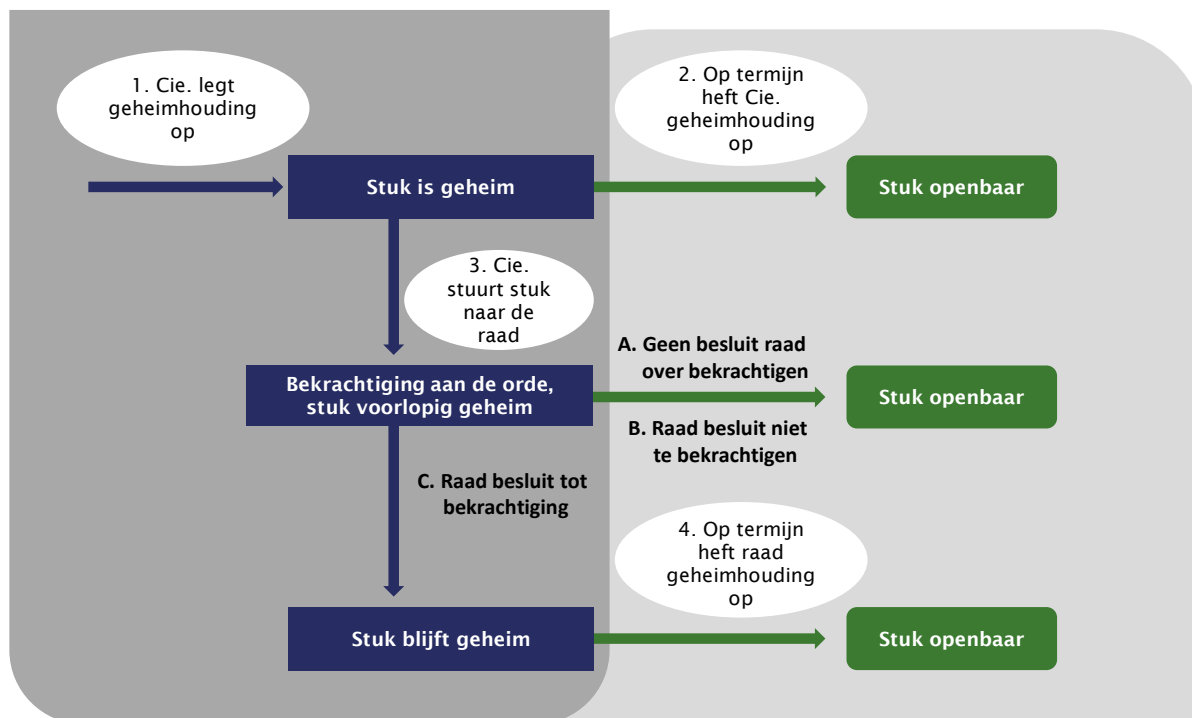 1. Cie. legt
geheimhouding
op
2. Op termijn
heft Cie.
geheimhouding
op
Stuk is geheim
Stuk openbaar
3. Cie.
stuurt stuk
naar de
raad
A. Geen besluit raad
over bekrachtigen
Bekrachtiging aan de orde,
stuk voorlopig geheim
Stuk openbaar
B. Raad besluit niet
te bekrachtigen
C. Raad besluit tot
bekrachtiging
4. Op termijn
heft raad
geheimhouding
op
Stuk blijft geheim
Stuk openbaar